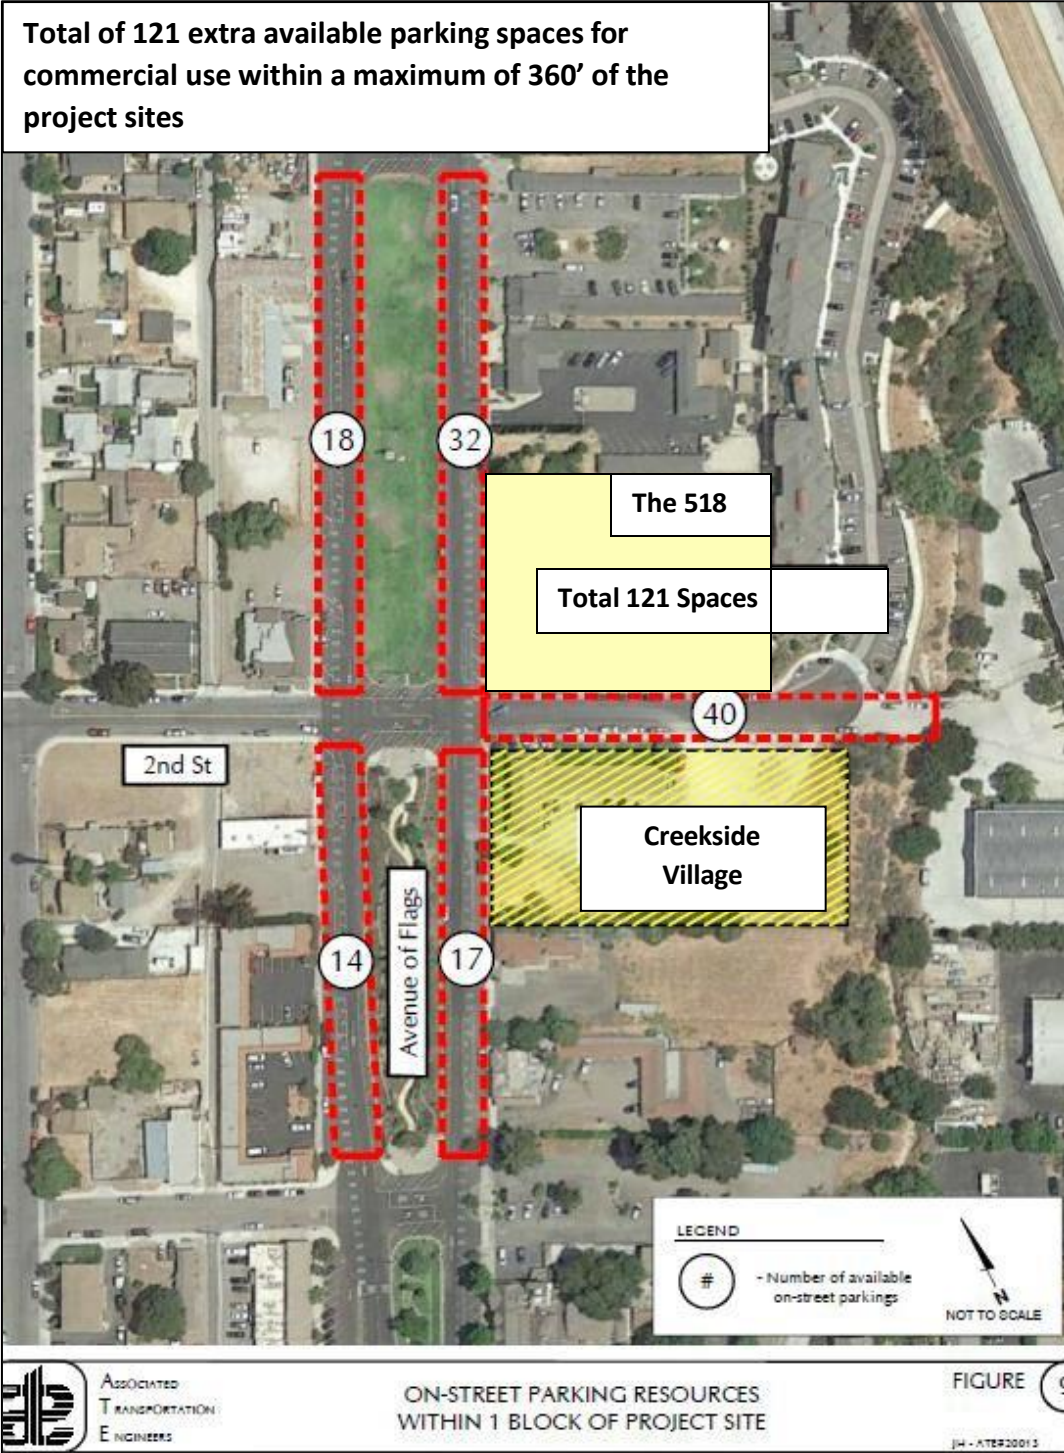 Total of 121 extra available parking spaces for
commercial use within a maximum of 360’ of the
project sites
18
32
The 518
Total 121 Spaces
40
2nd St
Creekside
Village
14
Avenue of Flags
17
LEGEND
#
- Number of available
on-street parkings
N
NOT TO SCALE
ASSOCIATED
TRANSPORTATION
ENGINEERS
ON-STREET PARKING RESOURCES
WITHIN 1 BLOCK OF PROJECT SITE
FIGURE
JH - ATE#20013